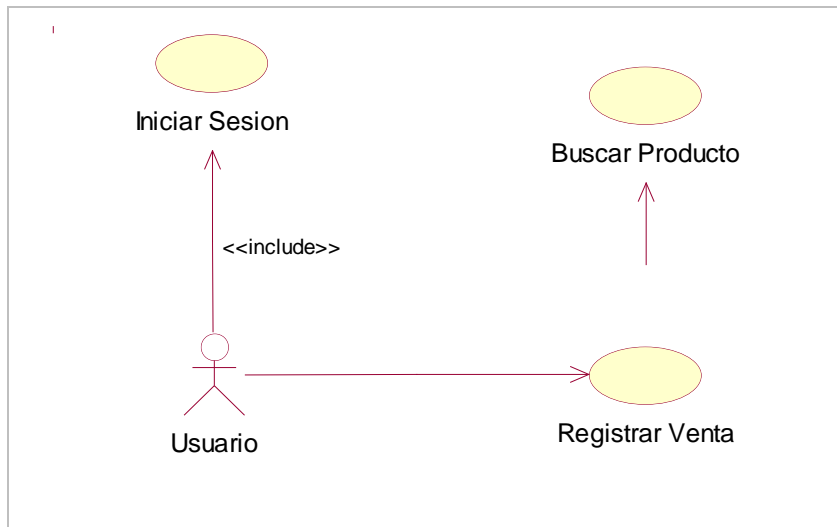 Iniciar Sesion
Buscar Producto
<<include>>
Usuario
Registrar Venta